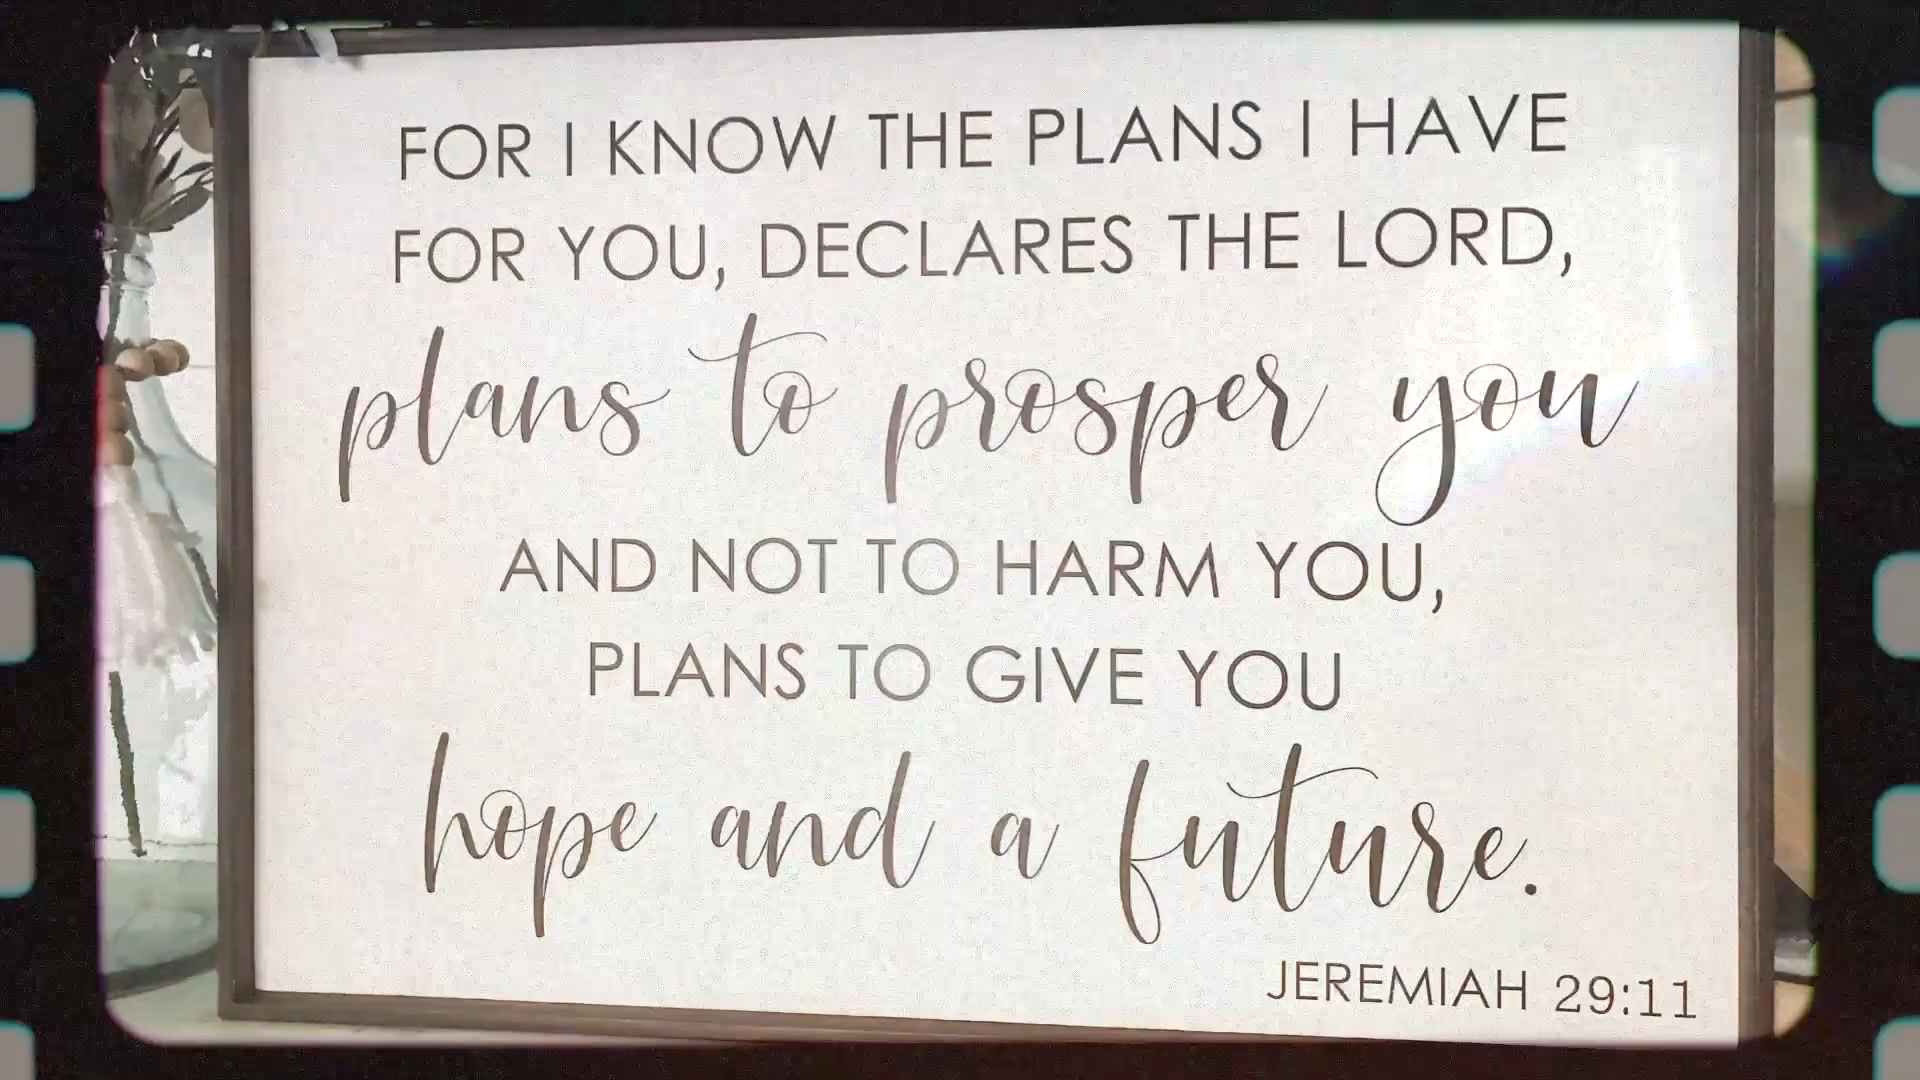 FOR I KNOW THE PLANS I HAVE
FOR YOU, DECLARES THE LORD,
plans to prosper you
AND NOT TO HARM YOU,
PLANS TO GIVE YOU
hope and a future.
JEREMIAH 29:11